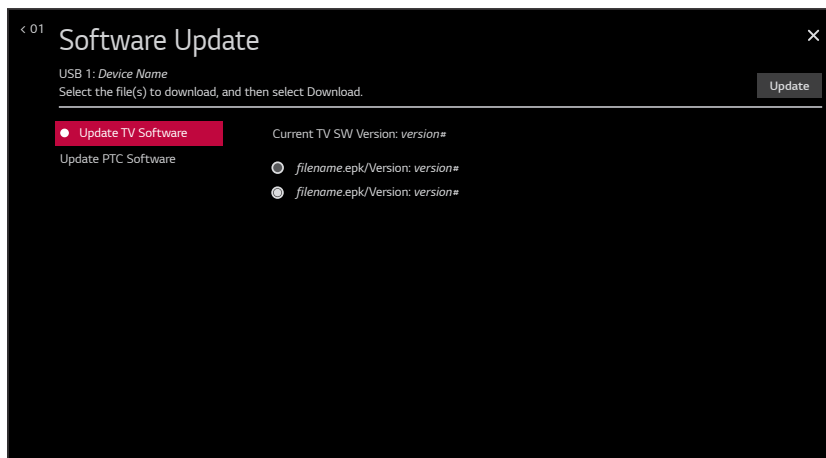 < 01
Software Update
USB 1: Device Name
Select the file(s) to download, and then select Download.
Update
Update TV Software
Current TV SW Version: version#
Update PTC Software
filename.epk/Version: version#
filename.epk/Version: version#